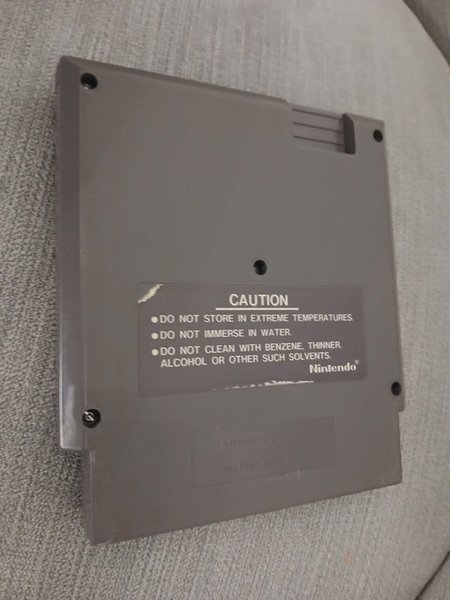 CAUTION
•DO NOT STORE IN EXTREME TEMPERATURES.
•DO NOT IMMERSE IN WATER.
•DO NOT CLEAN WITH BENZENE, THINNER,
ALCOHOL OR OTHER SUCH SOLVENTS.
Nintendo®